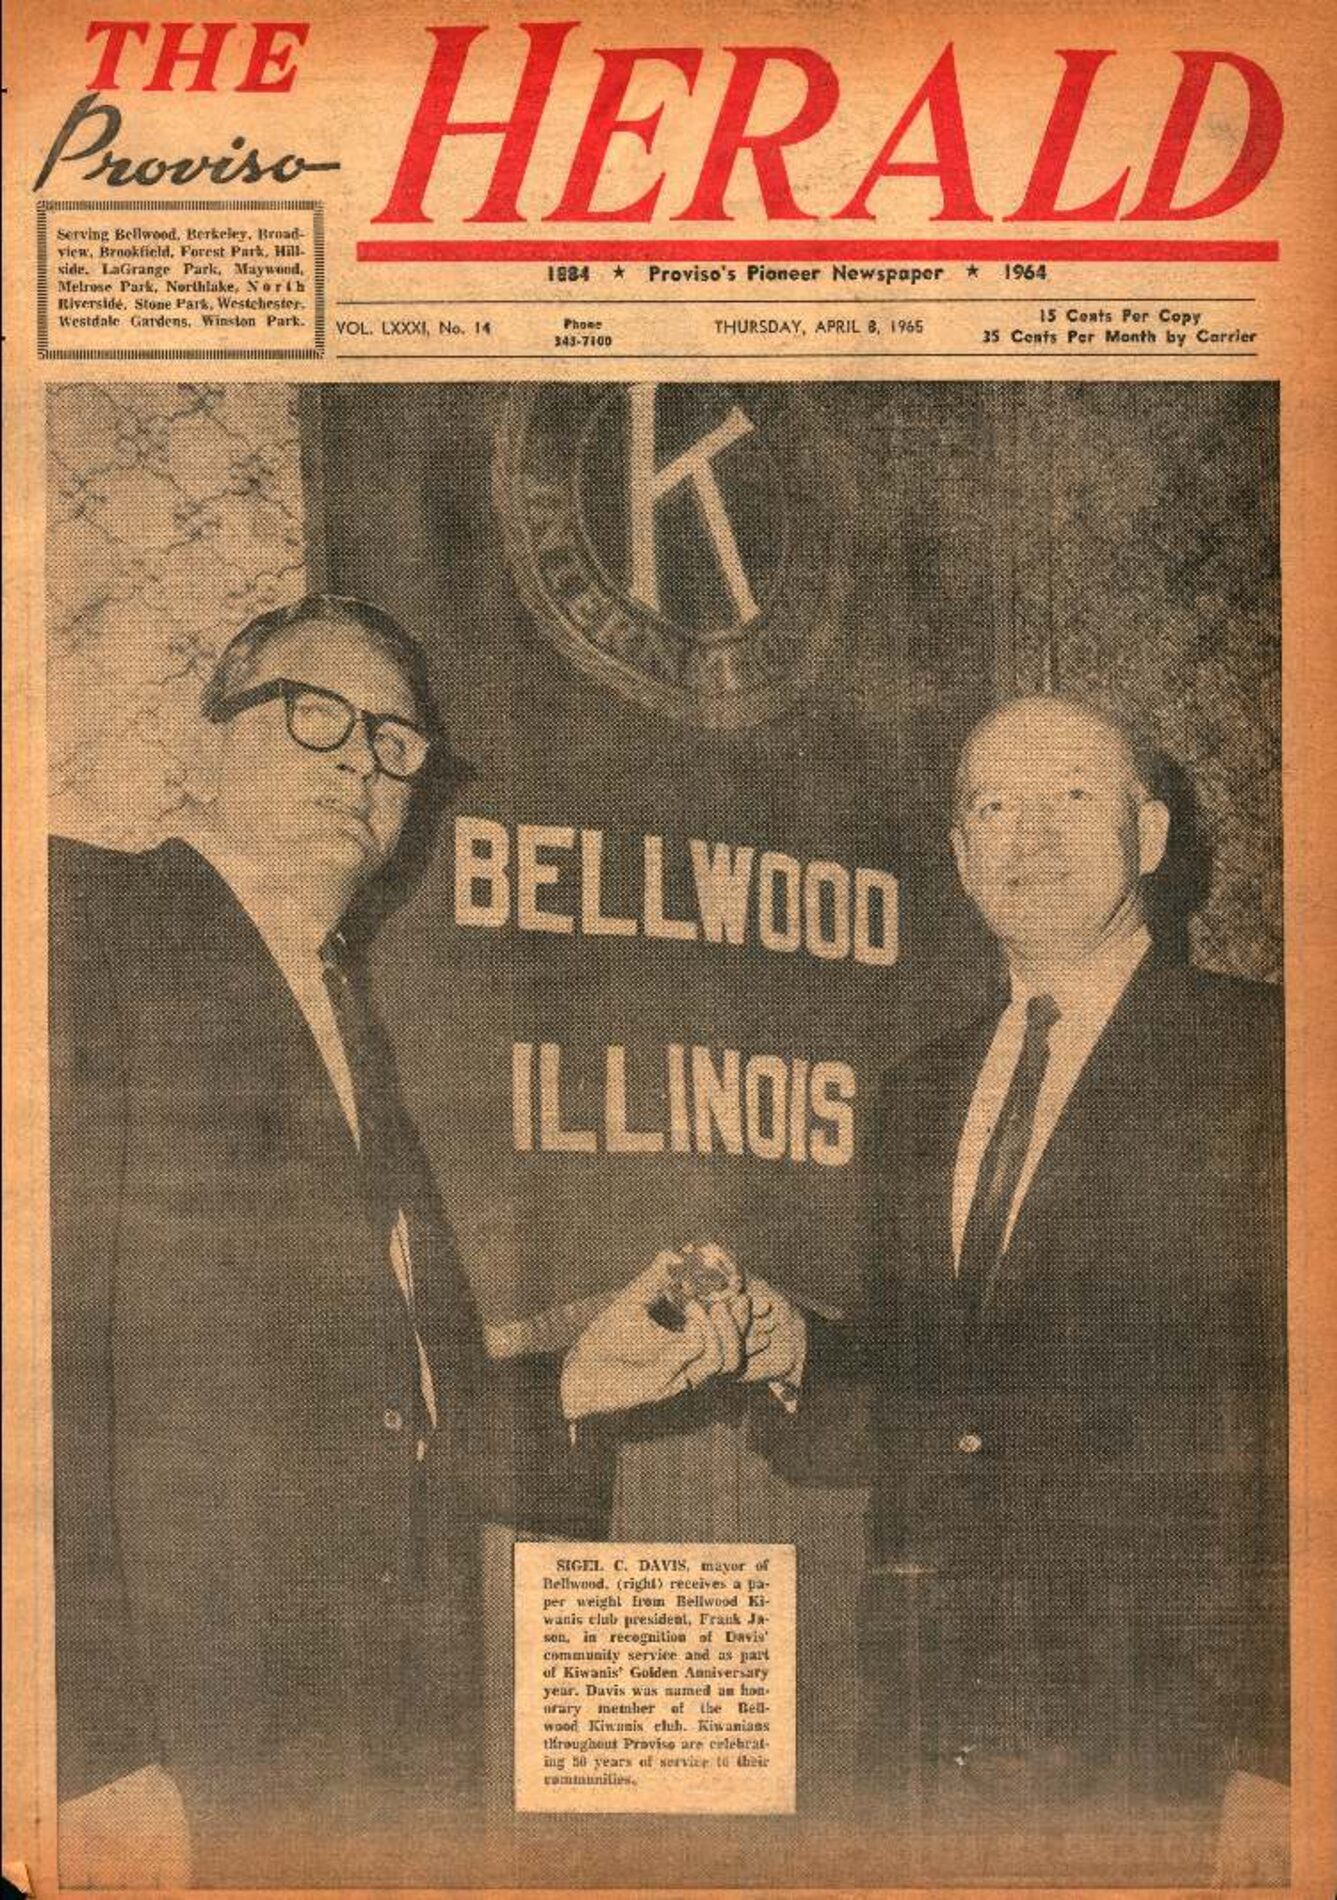 THE
Proviso
HERALD
Serving Bellwood, Berkeley, Broad-
view, Brookfield, Forest Park, Hill-
side, LaGrange Park, Maywood,
Melrose Park, Northlake, North
Riverside, Stone Park, Westchester,
Westdale Gardens, Winston Park.
1884 ★ Proviso's Pioneer Newspaper ★ 1964
VOL. LXXXI, No. 14
Phone
343-7100
THURSDAY, APRIL 8, 1965
15 Cents Per Copy
35 Cents Per Month by Carrier
K
BELLWOOD
ILLINOIS
SIGEL C. DAVIS, mayor of
Bellwood, (right) receives a pa-
per weight from Bellwood Ki-
wanis club president, Frank Ja-
son, in recognition of Davis'
community service and as part
of Kiwanis' Golden Anniversary
year. Davis was named an hon-
orary member of the Bell-
wood Kiwanis club. Kiwanians
throughout Proviso are celebrat-
ing 50 years of service to their
communities.